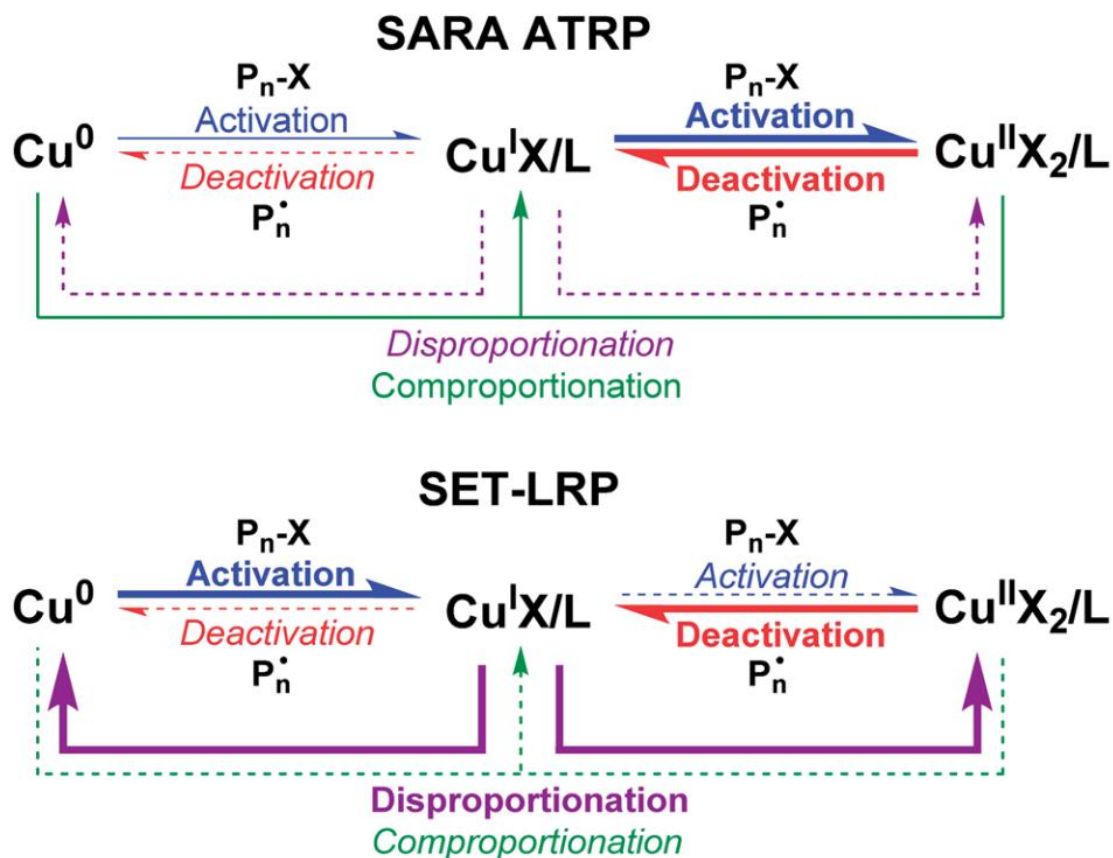 SARA ATRP
Pₙ-X Pₙ-X
Activation Activation
Cu⁰ CuᴵX/L CuᴵᴵX₂/L
Deactivation Deactivation
Pₙ• Pₙ•
Disproportionation
Comproportionation
SET-LRP
Pₙ-X Pₙ-X
Activation Activation
Cu⁰ CuᴵX/L CuᴵᴵX₂/L
Deactivation Deactivation
Pₙ• Pₙ•
Disproportionation
Comproportionation